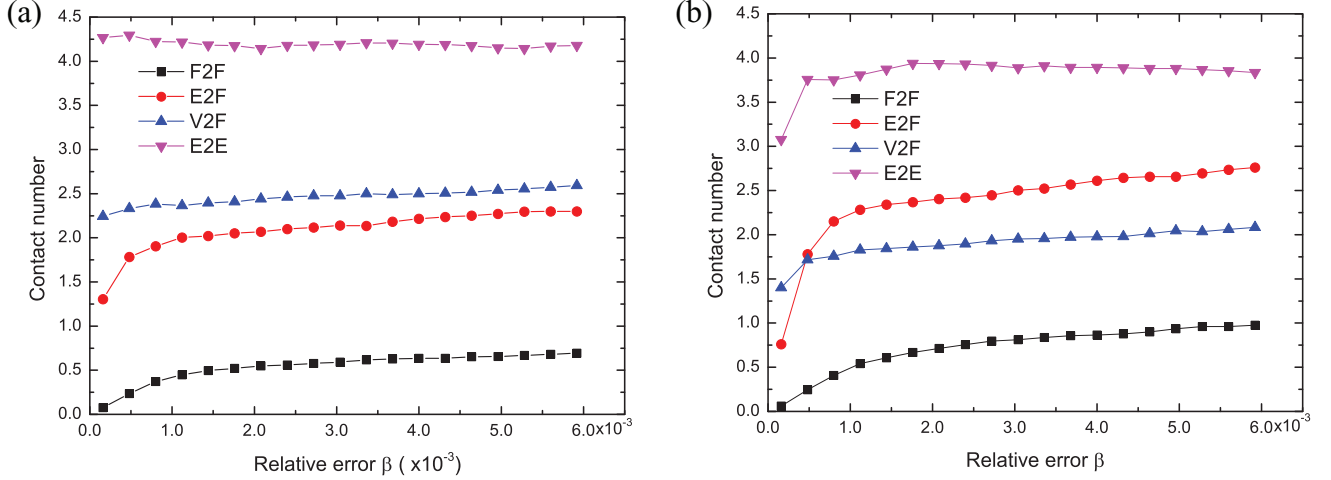 (a)
4.5
4.0
3.5
3.0
2.5
2.0
1.5
1.0
0.5
0.0
Contact number
F2F
E2F
V2F
E2E
0.0 1.0 2.0 3.0 4.0 5.0 6.0x10-3
Relative error β ( x10-3)
(b)
4.5
4.0
3.5
3.0
2.5
2.0
1.5
1.0
0.5
0.0
Contact number
F2F
E2F
V2F
E2E
0.0 1.0 2.0 3.0 4.0 5.0 6.0x10-3
Relative error β